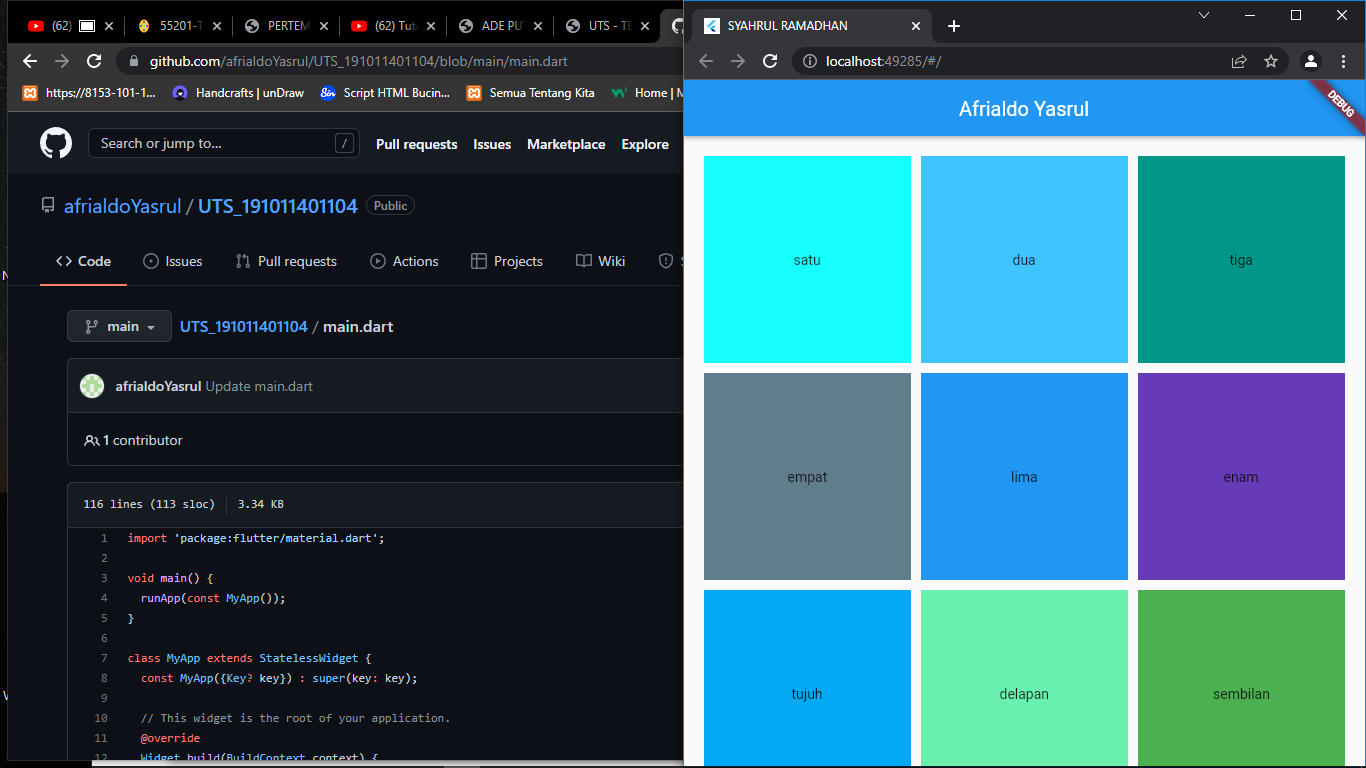 (62)
55201-T
PERTEM
(62) Tut
ADE PU
UTS - TE
github.com/afrialdoYasrul/UTS_191011401104/blob/main/main.dart
https://8153-101-1...
Handcrafts | unDraw
Script HTML Bucin...
Semua Tentang Kita
Home | M
Search or jump to...
/
Pull requests
Issues
Marketplace
Explore
afrialdoYasrul / UTS_191011401104
Public
Code
Issues
Pull requests
Actions
Projects
Wiki
main
UTS_191011401104 / main.dart
afrialdoYasrul Update main.dart
1 contributor
116 lines (113 sloc)
3.34 KB
1 import 'package:flutter/material.dart';
2
3 void main() {
4 runApp(const MyApp());
5 }
6
7 class MyApp extends StatelessWidget {
8 const MyApp({Key? key}) : super(key: key);
9
10 // This widget is the root of your application.
11 @override
12 Widget build(BuildContext context) {
SYAHRUL RAMADHAN
localhost:49285/#/
Afrialdo Yasrul
DEBUG
satu
dua
tiga
empat
lima
enam
tujuh
delapan
sembilan